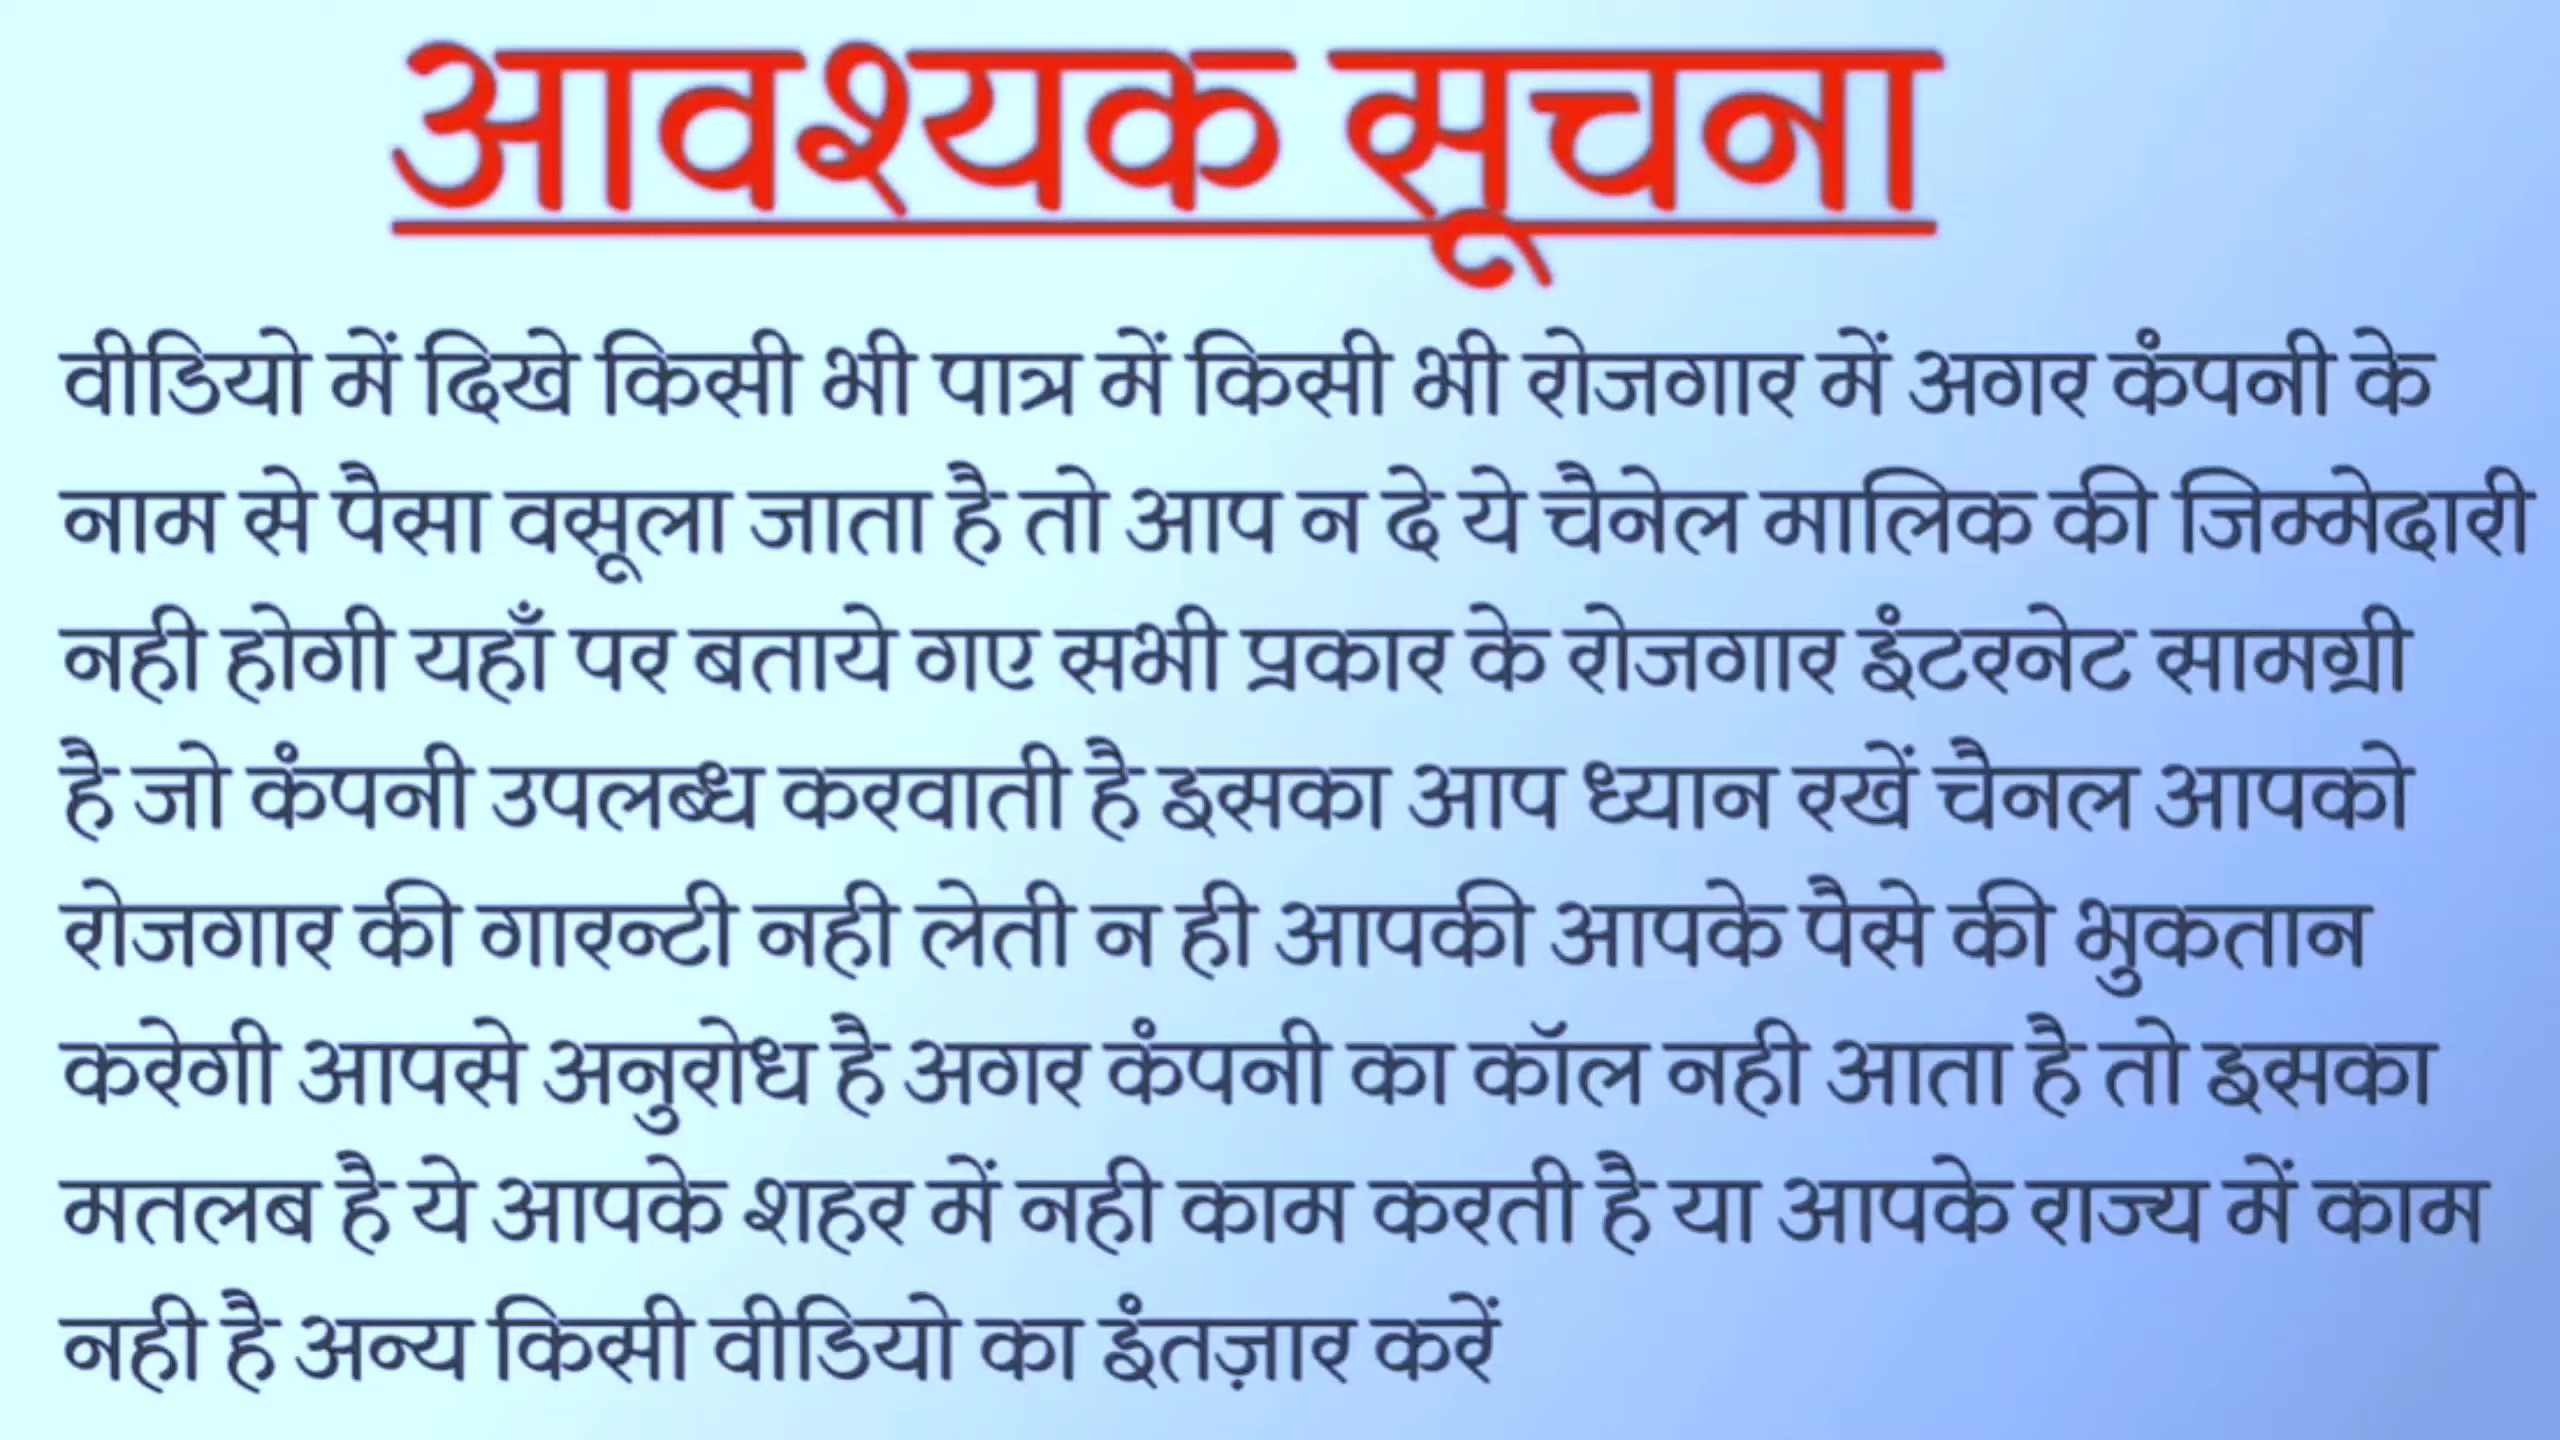 आवश्यक सूचना
वीडियो में दिखे किसी भी पात्र में किसी भी रोजगार में अगर कंपनी के
नाम से पैसा वसूला जाता है तो आप न दे ये चैनेल मालिक की जिम्मेदारी
नही होगी यहाँ पर बताये गए सभी प्रकार के रोजगार इंटरनेट सामग्री
है जो कंपनी उपलब्ध करवाती है इसका आप ध्यान रखें चैनल आपको
रोजगार की गारन्टी नही लेती न ही आपकी आपके पैसे की भुकतान
करेगी आपसे अनुरोध है अगर कंपनी का कॉल नही आता है तो इसका
मतलब है ये आपके शहर में नही काम करती है या आपके राज्य में काम
नही है अन्य किसी वीडियो का इंतज़ार करें